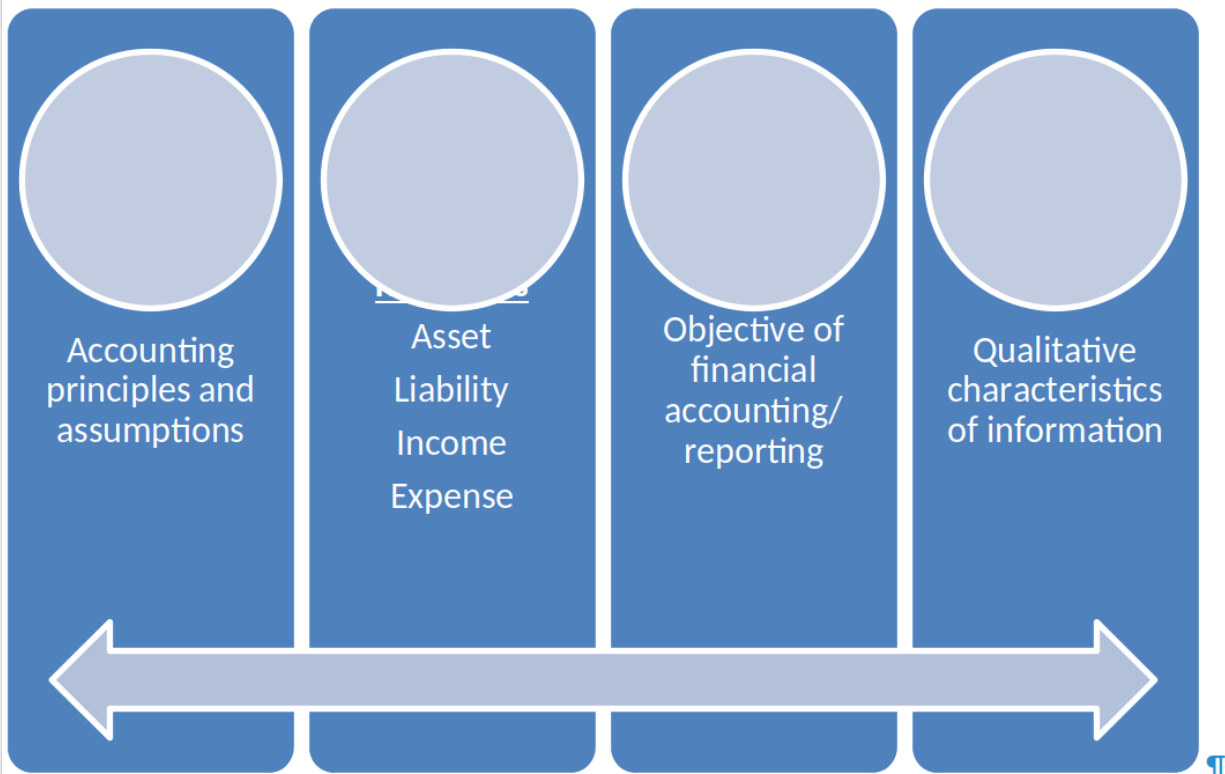 Accounting
principles and
assumptions
Asset
Liability
Income
Expense
Objective of
financial
accounting/
reporting
Qualitative
characteristics
of information
¶